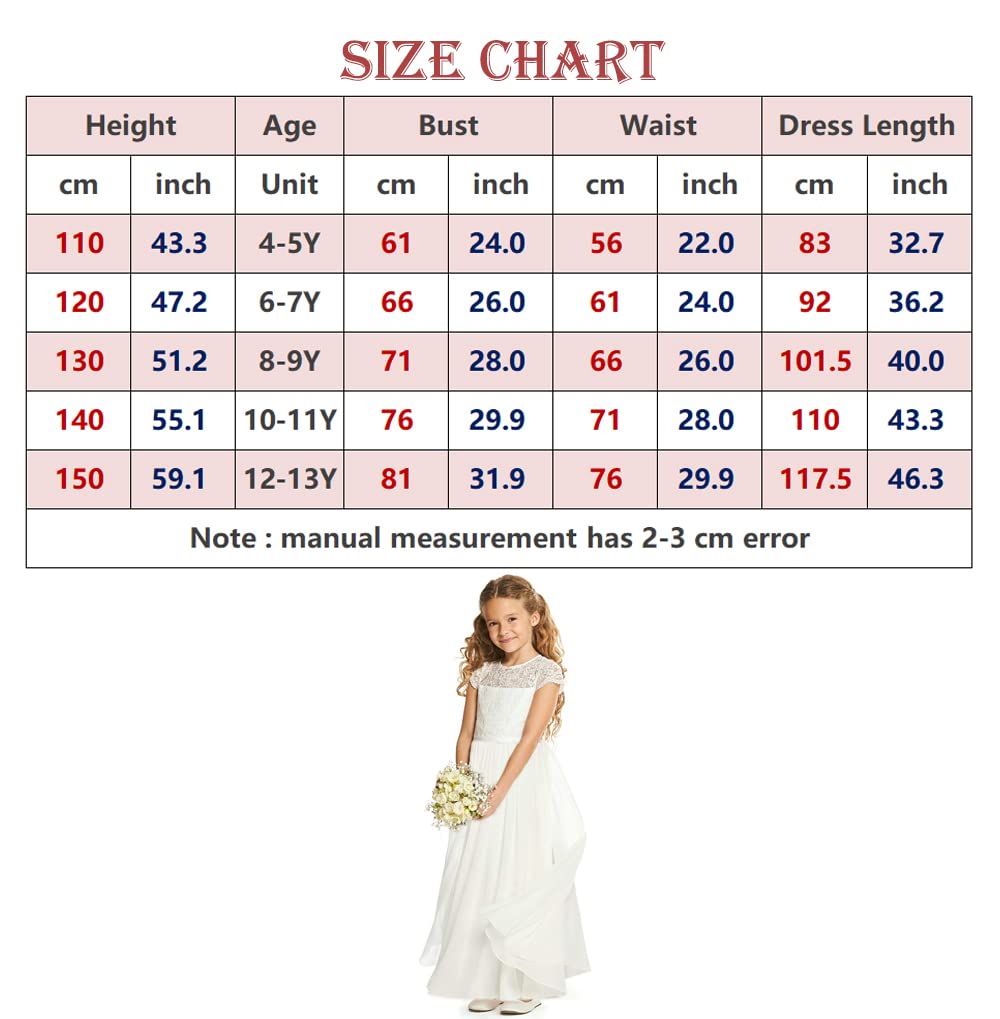 SIZE CHART
Height Age Bust Waist Dress Length
cm inch Unit cm inch cm inch cm inch
110 43.3 4-5Y 61 24.0 56 22.0 83 32.7
120 47.2 6-7Y 66 26.0 61 24.0 92 36.2
130 51.2 8-9Y 71 28.0 66 26.0 101.5 40.0
140 55.1 10-11Y 76 29.9 71 28.0 110 43.3
150 59.1 12-13Y 81 31.9 76 29.9 117.5 46.3
Note : manual measurement has 2-3 cm error